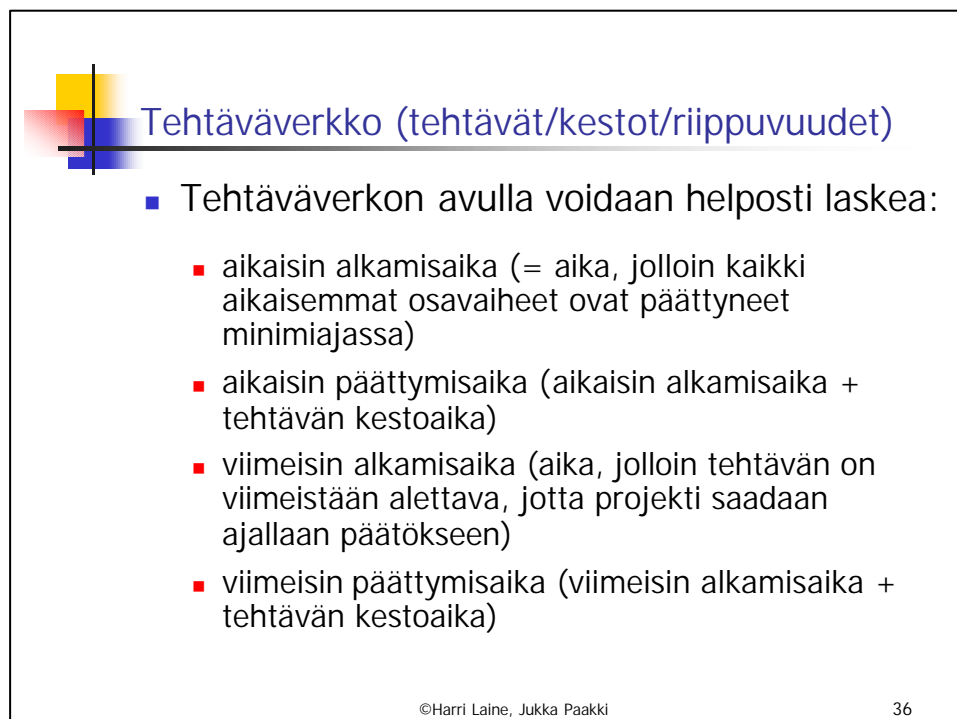 Tehtäväverkko (tehtävät/kestot/riippuvuudet)
Tehtäväverkon avulla voidaan helposti laskea:
aikaisin alkamisaika (= aika, jolloin kaikki
aikaisemmat osavaiheet ovat päättyneet
minimiajassa)
aikaisin päättymisaika (aikaisin alkamisaika +
tehtävän kestoaika)
viimeisin alkamisaika (aika, jolloin tehtävän on
viimeistään alettava, jotta projekti saadaan
ajallaan päätökseen)
viimeisin päättymisaika (viimeisin alkamisaika +
tehtävän kestoaika)
©Harri Laine, Jukka Paakki
36